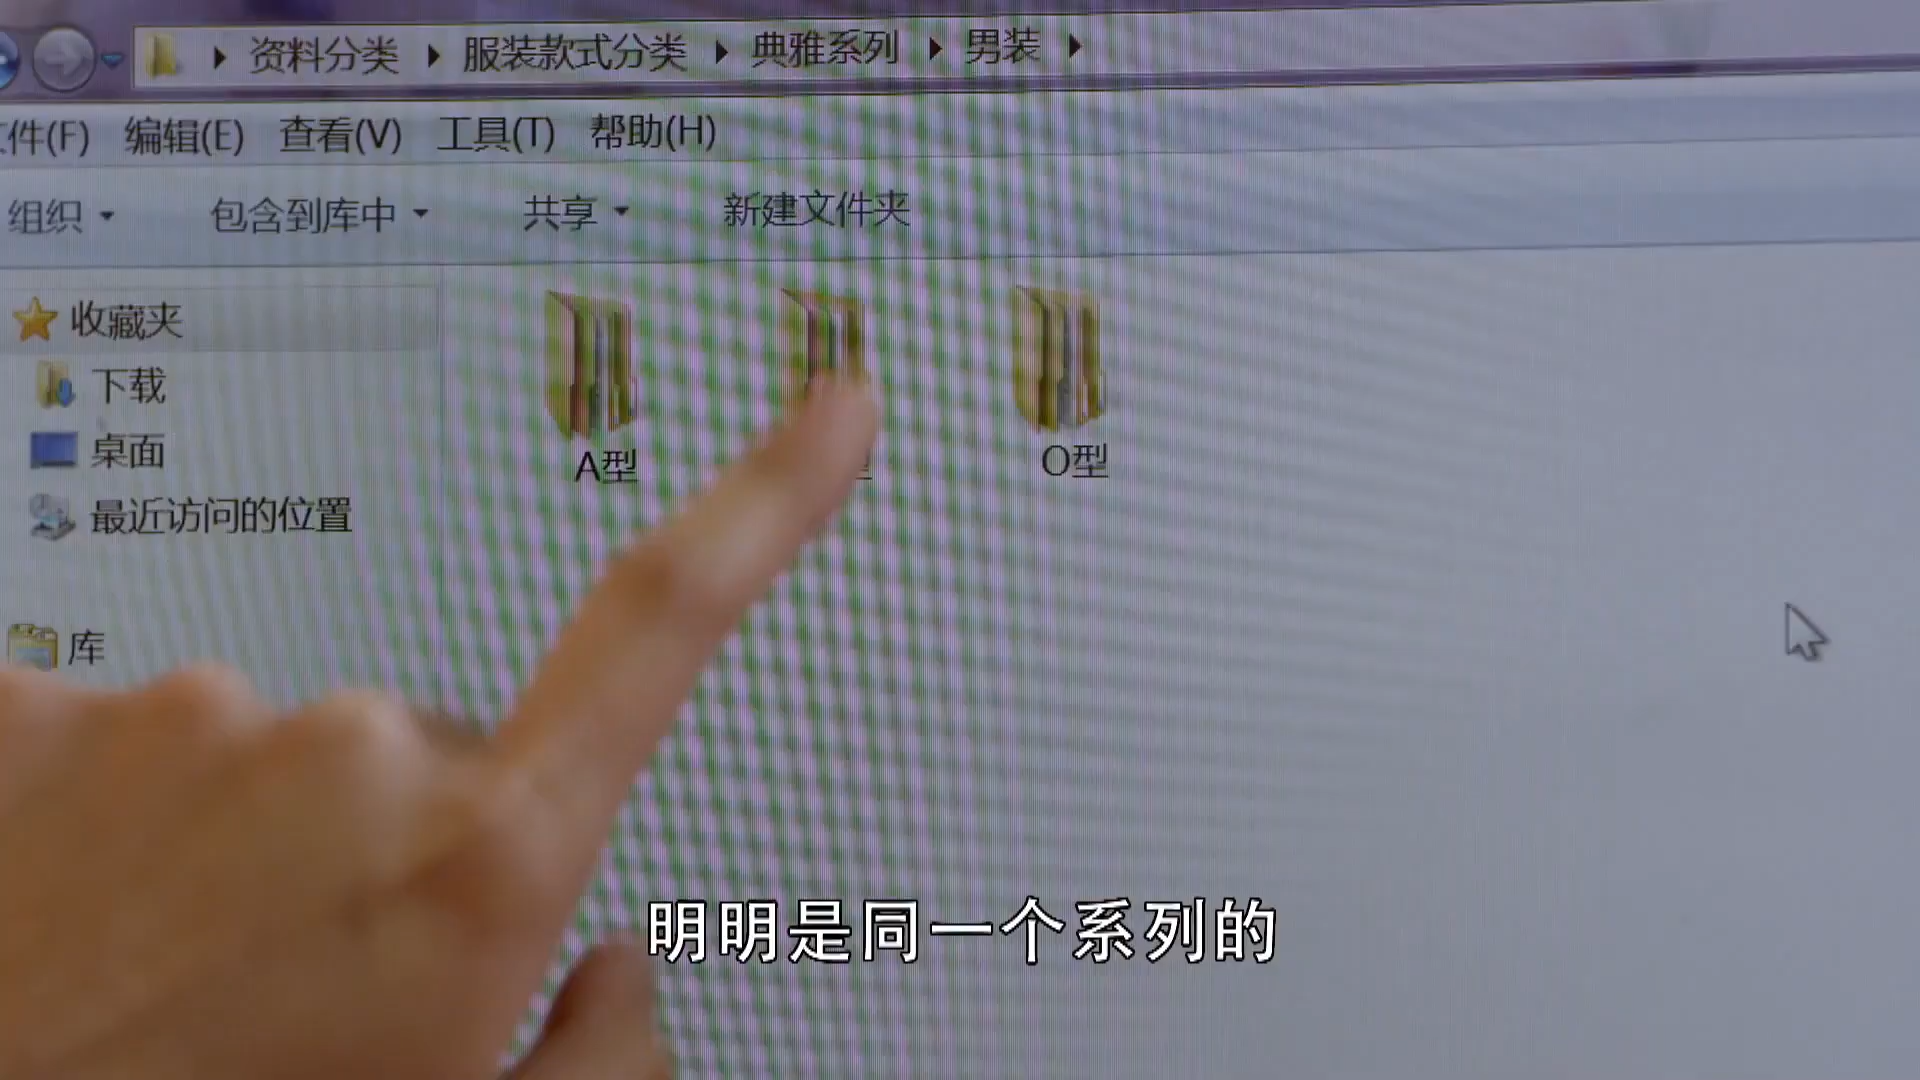 资料分类 服装款式分类 典雅系列 男装
件(F) 编辑(E) 查看(V) 工具(T) 帮助(H)
组织 包含到库中 共享 新建文件夹
收藏夹
下载
桌面
最近访问的位置
库
A型 型 O型
明明是同一个系列的